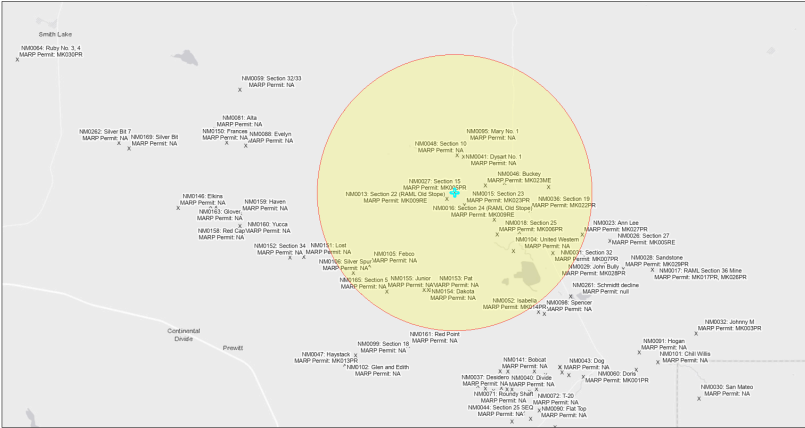 Smith Lake
NM0064: Ruby No. 3, 4
MARP Permit: MK030PR
NM0059: Section 32/33
MARP Permit: NA
NM0081: Alta
MARP Permit: NA
NM0262: Silver Bit 7
MARP Permit: NA
NM0150: Frances
MARP Permit: NA
NM0088: Evelyn
MARP Permit: NA
NM0169: Silver Bit
MARP Permit: NA
NM0095: Mary No. 1
MARP Permit: NA
NM0048: Section 10
MARP Permit: NA
NM0041: Dysart No. 1
MARP Permit: NA
NM0046: Buckey
MARP Permit: MK023ME
NM0027: Section 15
MARP Permit: MK005PR
NM0013: Section 22 (RAML Old Stope)
MARP Permit: MK009RE
NM0015: Section 23
MARP Permit: MK023PR
NM0036: Section 19
MARP Permit: MK022PR
NM0016: Section 24 (RAML Old Stope)
MARP Permit: MK009RE
NM0146: Elkins
MARP Permit: NA
NM0159: Haven
MARP Permit: NA
NM0163: Glover
MARP Permit: NA
NM0160: Yucca
MARP Permit: NA
NM0158: Red Cap
MARP Permit: NA
NM0018: Section 25
MARP Permit: MK006PR
NM0023: Ann Lee
MARP Permit: MK027PR
NM0104: United Western
MARP Permit: NA
NM0026: Section 27
MARP Permit: MK005RE
NM0152: Section 34
MARP Permit: NA
NM0151: Lost
MARP Permit: NA
NM0105: Febco
MARP Permit: NA
NM0106: Silver Spur
MARP Permit: NA
NM0031: Section 32
MARP Permit: MK007PR
NM0028: Sandstone
MARP Permit: MK029PR
NM0029: John Bully
MARP Permit: MK028PR
NM0017: RAML Section 36 Mine
MARP Permit: MK017PR, MK026PR
NM0165: Section 5
MARP Permit: NA
NM0155: Junior
MARP Permit: NA
NM0153: Pat
MARP Permit: NA
NM0154: Dakota
MARP Permit: NA
NM0261: Schmidt decline
MARP Permit: null
NM0052: Isabella
MARP Permit: MK014PR
NM0098: Spencer
MARP Permit: NA
NM0032: Johnny M
MARP Permit: MK003PR
Continental
Divide
Prewitt
NM0161: Red Point
MARP Permit: NA
NM0099: Section 18
MARP Permit: NA
NM0047: Haystack
MARP Permit: MK013PR
NM0102: Glen and Edith
MARP Permit: NA
NM0091: Hogan
MARP Permit: NA
NM0101: Chill Willis
MARP Permit: NA
NM0141: Bobcat
MARP Permit: NA
NM0043: Dog
MARP Permit: NA
NM0060: Doris
MARP Permit: MK001PR
NM0037: Desidero
MARP Permit: NA
NM0040: Divide
MARP Permit: NA
NM0030: San Mateo
MARP Permit: NA
NM0071: Roundy Shaft
MARP Permit: NA
NM0072: T-20
MARP Permit: NA
NM0044: Section 25 SEQ
MARP Permit: NA
NM0090: Flat Top
MARP Permit: NA